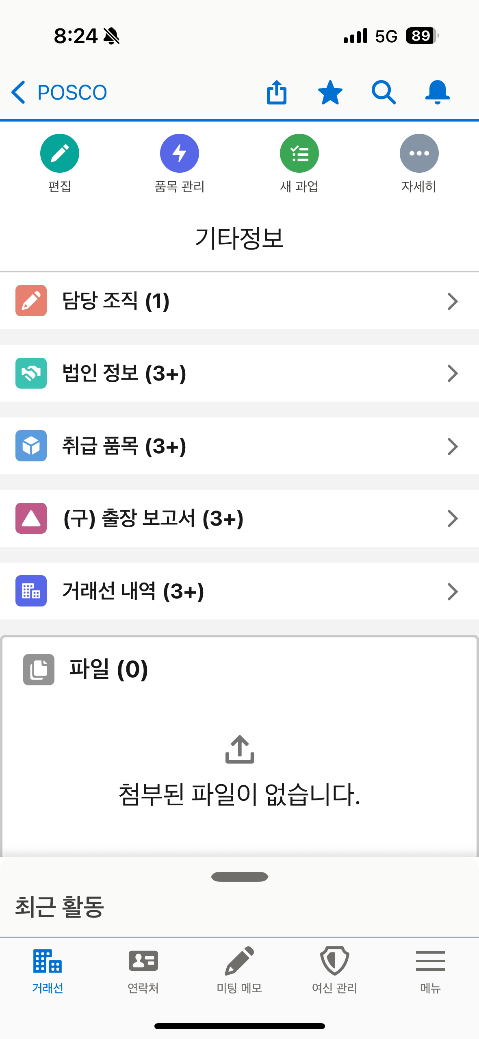 8:24
5G
89
POSCO
편집
품목 관리
새 과업
자세히
기타정보
담당 조직 (1)
법인 정보 (3+)
취급 품목 (3+)
(구) 출장 보고서 (3+)
거래선 내역 (3+)
파일 (0)
첨부된 파일이 없습니다.
최근 활동
거래선
연락처
미팅 메모
여신 관리
메뉴